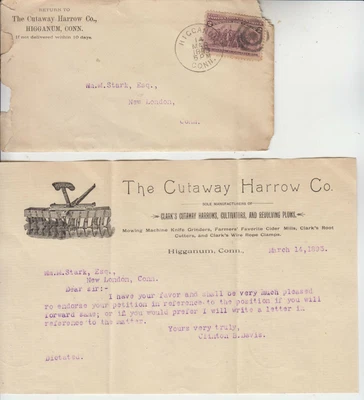 RETURN TO
The Cutaway Harrow Co.,
HIGGANUM, CONN.
If not delivered within 10 days.
CONN.
Wm.M.Stark, Esq.,
New London,
Conn.
The Cutaway Harrow Co.
SOLE MANUFACTURERS OF
CLARK'S CUTAWAY HARROWS, CULTIVATORS, AND REVOLVING PLOWS.
Mowing Machine Knife Grinders, Farmers' Favorite Cider Mills, Clark's Root
Cutters, and Clark's Wire Rope Clamps.
Higganum, Conn., March 14, 1893.
Wm.M.Stark, Esq.,
New London, Conn.
Dear sir:-
I have your favor and shall be very much pleased
to endorse your petition in reference to the position if you will
forward same; or if you would prefer I will write a letter in
reference to the matter.
Yours very truly,
Clinton B.Davis.
Dictated.